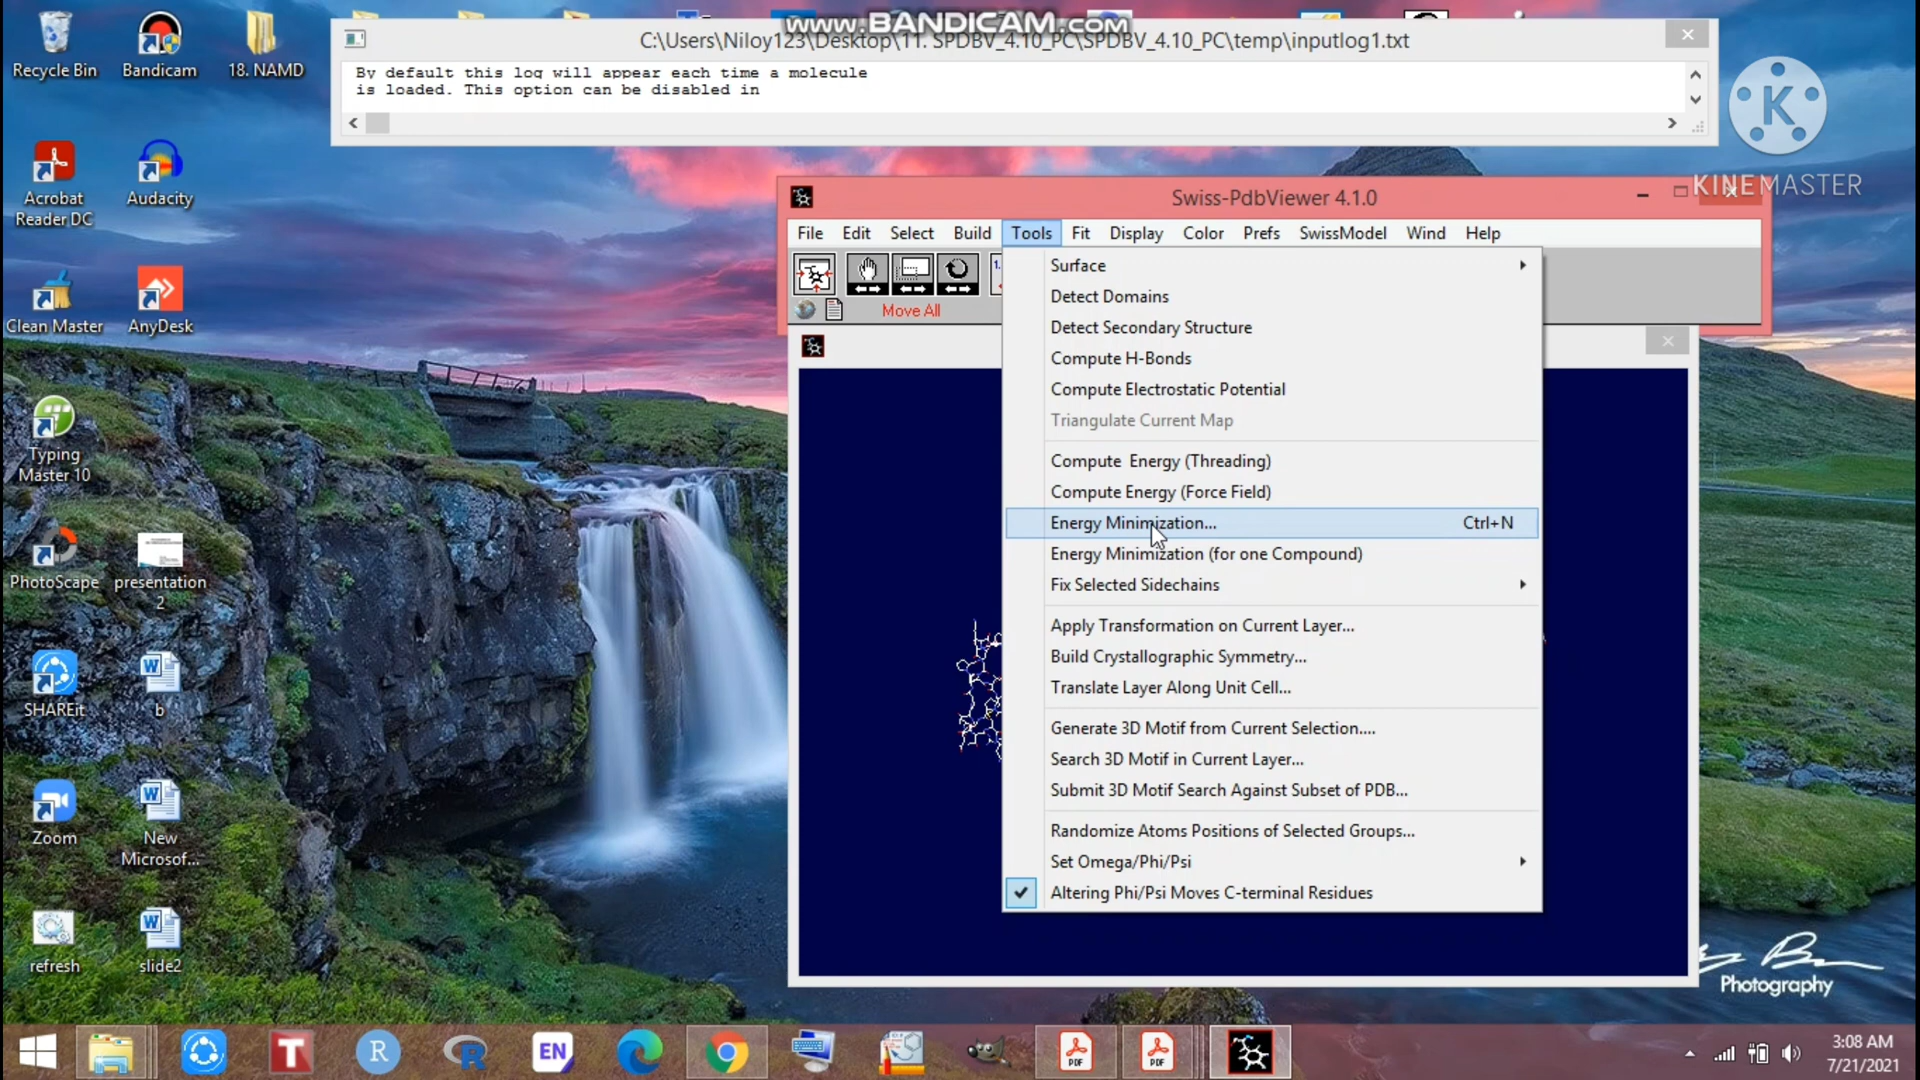 www.BANDICAM.com
C:\Users\Niloy123\Desktop\11. SPDBV_4.10_PC\SPDBV_4.10_PC\temp\inputlog1.txt
By default this log will appear each time a molecule
is loaded. This option can be disabled in
K
KINEMASTER
Recycle Bin
Bandicam
18. NAMD
Acrobat
Reader DC
Audacity
Clean Master
AnyDesk
Typing
Master 10
PhotoScape
presentation
2
SHAREit
b
Zoom
New
Microsof...
refresh
slide2
Swiss-PdbViewer 4.1.0
File Edit Select Build Tools Fit Display Color Prefs SwissModel Wind Help
1.
Move All
Surface
Detect Domains
Detect Secondary Structure
Compute H-Bonds
Compute Electrostatic Potential
Triangulate Current Map
Compute Energy (Threading)
Compute Energy (Force Field)
Energy Minimization... Ctrl+N
Energy Minimization (for one Compound)
Fix Selected Sidechains
Apply Transformation on Current Layer...
Build Crystallographic Symmetry...
Translate Layer Along Unit Cell...
Generate 3D Motif from Current Selection....
Search 3D Motif in Current Layer...
Submit 3D Motif Search Against Subset of PDB...
Randomize Atoms Positions of Selected Groups...
Set Omega/Phi/Psi
Altering Phi/Psi Moves C-terminal Residues
Photography
T
R
R
EN
PDF
PDF
3:08 AM
7/21/2021